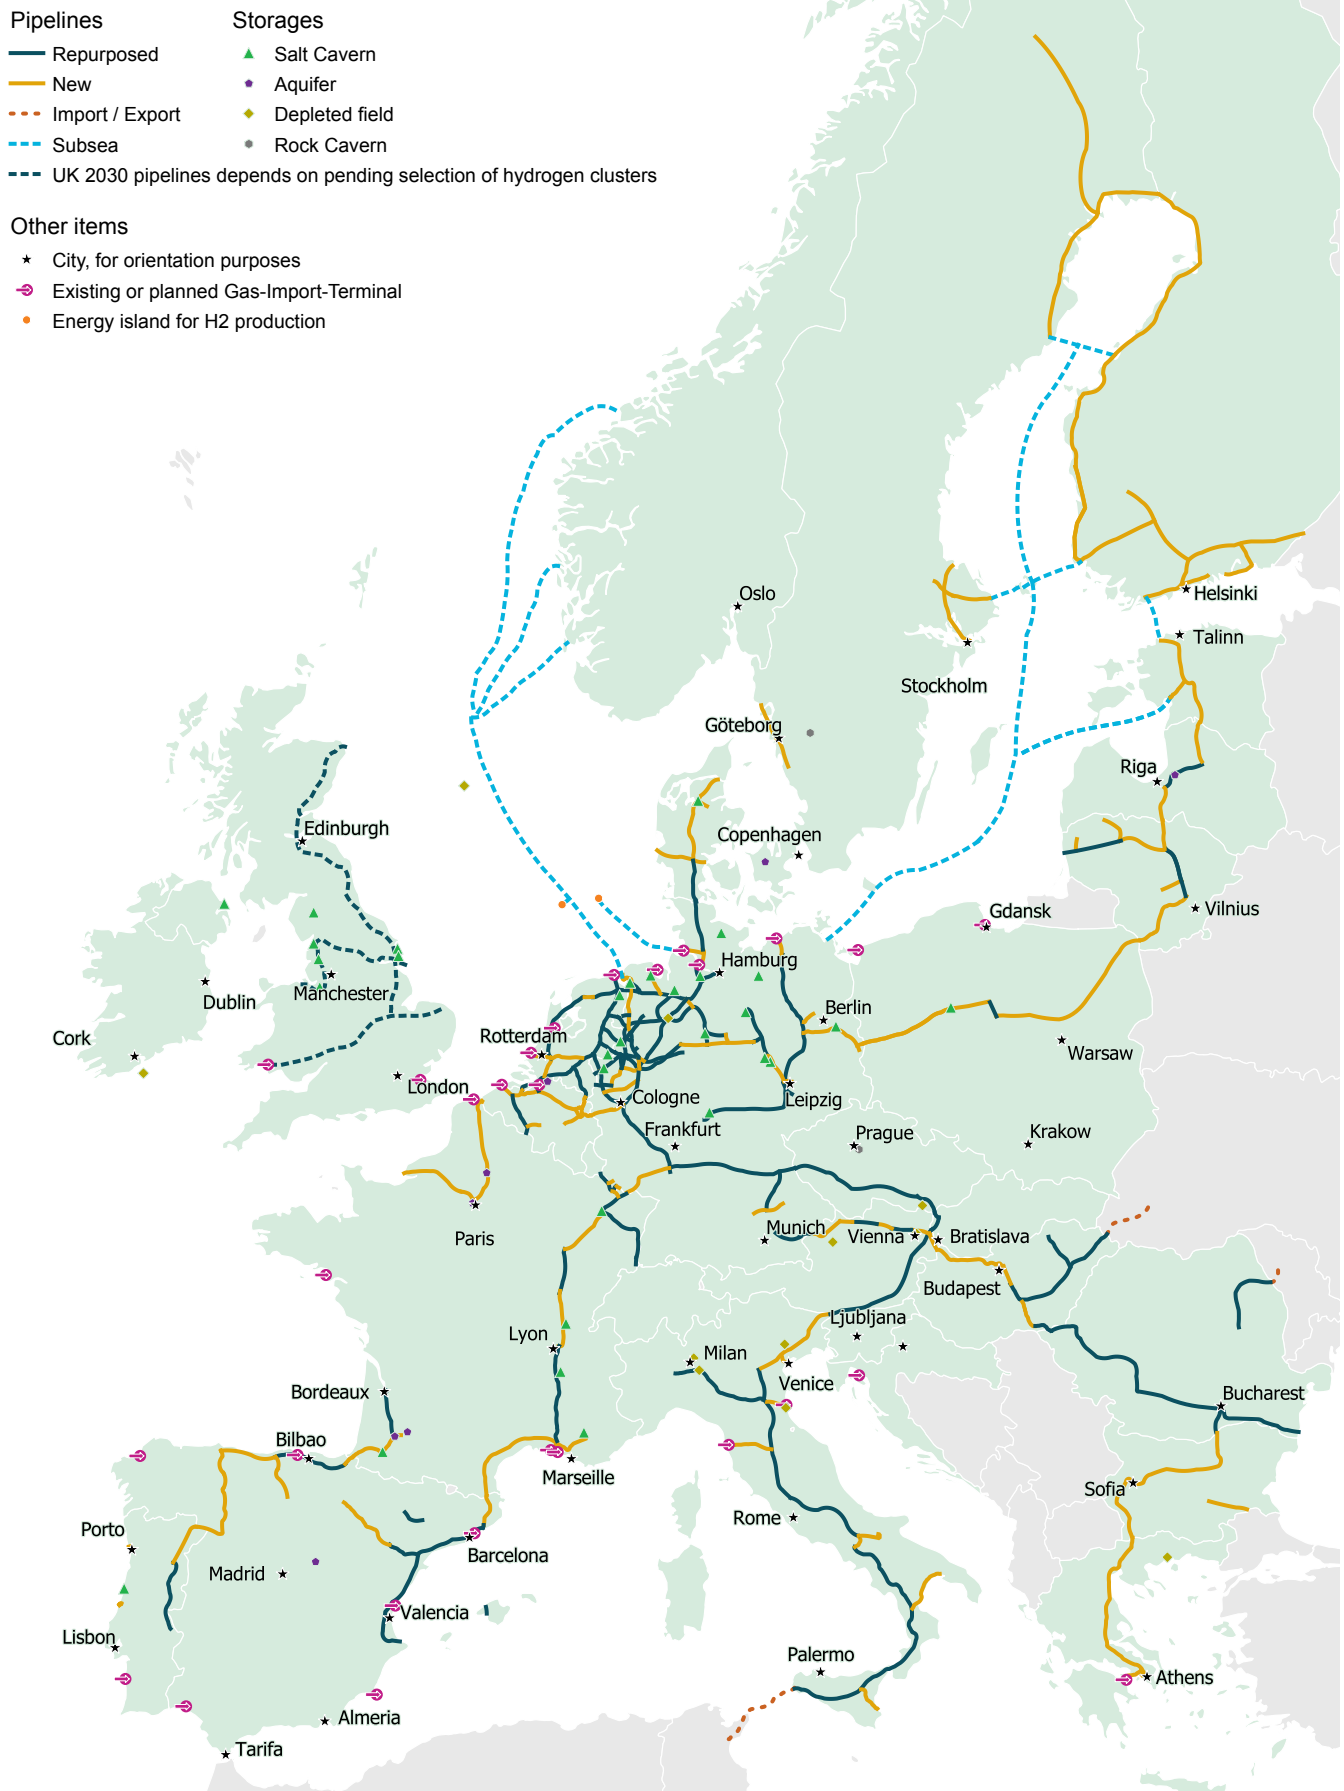 Pipelines
Storages
Repurposed
Salt Cavern
New
Aquifer
Import / Export
Depleted field
Subsea
Rock Cavern
UK 2030 pipelines depends on pending selection of hydrogen clusters
Other items
City, for orientation purposes
Existing or planned Gas-Import-Terminal
Energy island for H2 production
Oslo
Helsinki
Talinn
Stockholm
Göteborg
Riga
Edinburgh
Copenhagen
Vilnius
Gdansk
Hamburg
Manchester
Dublin
Berlin
Rotterdam
Cork
Warsaw
London
Cologne
Leipzig
Frankfurt
Prague
Krakow
Paris
Munich
Vienna
Bratislava
Budapest
Ljubljana
Lyon
Milan
Venice
Bordeaux
Bucharest
Bilbao
Marseille
Sofia
Rome
Porto
Barcelona
Madrid
Valencia
Lisbon
Palermo
Athens
Almeria
Tarifa